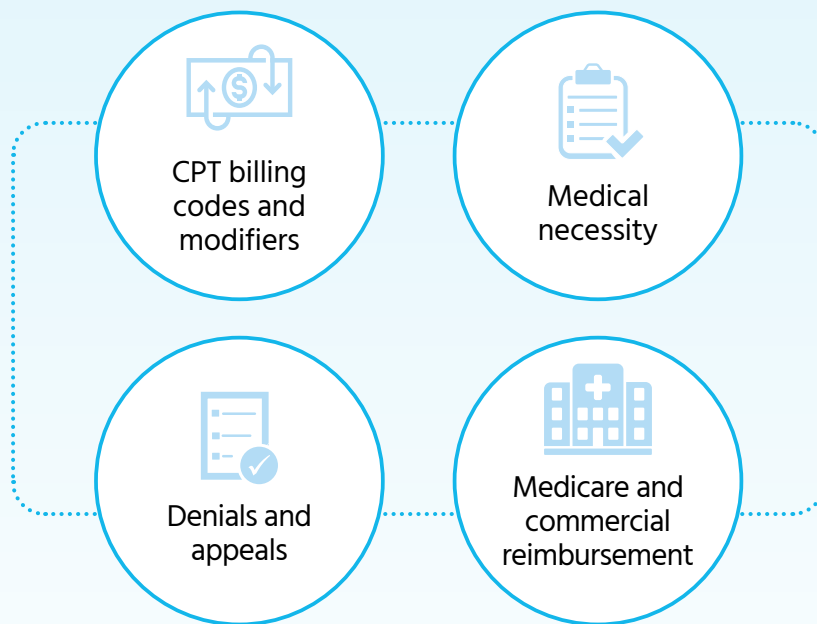 CPT billing
codes and
modifiers
Medical
necessity
Denials and
appeals
Medicare and
commercial
reimbursement